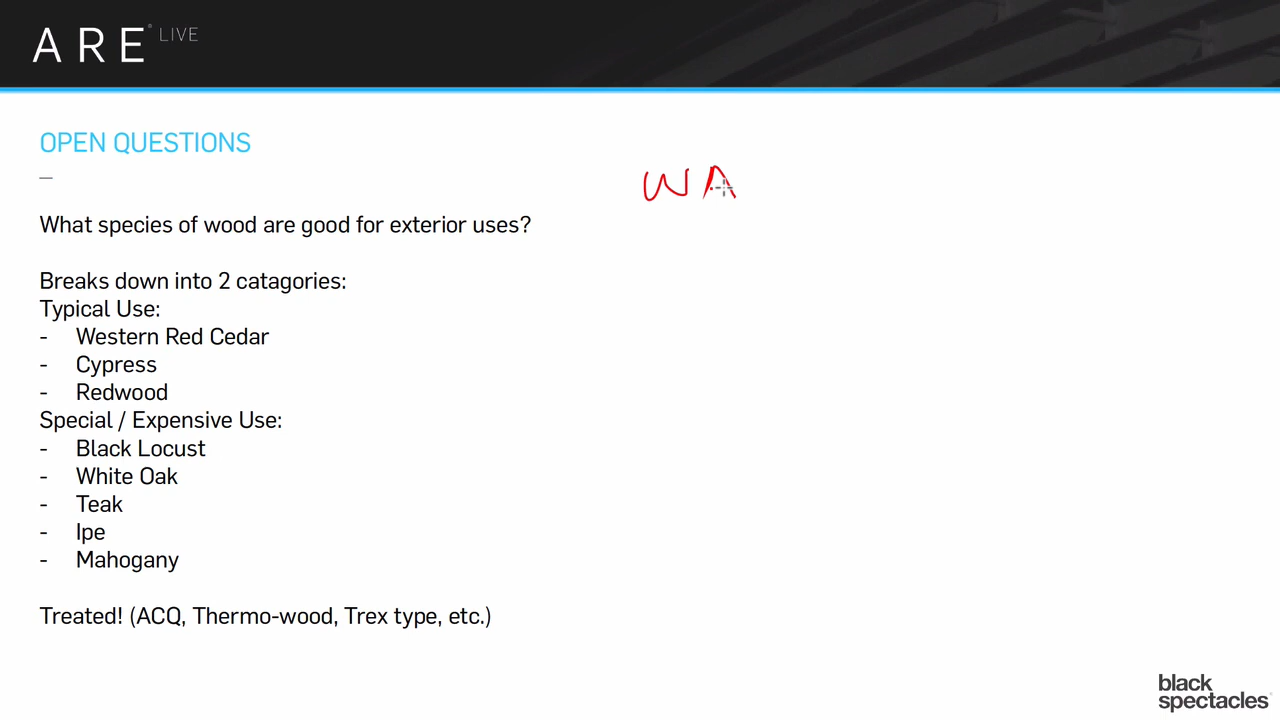 ARE® LIVE
OPEN QUESTIONS
—
WA
What species of wood are good for exterior uses?
Breaks down into 2 catagories:
Typical Use:
- Western Red Cedar
- Cypress
- Redwood
Special / Expensive Use:
- Black Locust
- White Oak
- Teak
- Ipe
- Mahogany
Treated! (ACQ, Thermo-wood, Trex type, etc.)
black
spectacles®